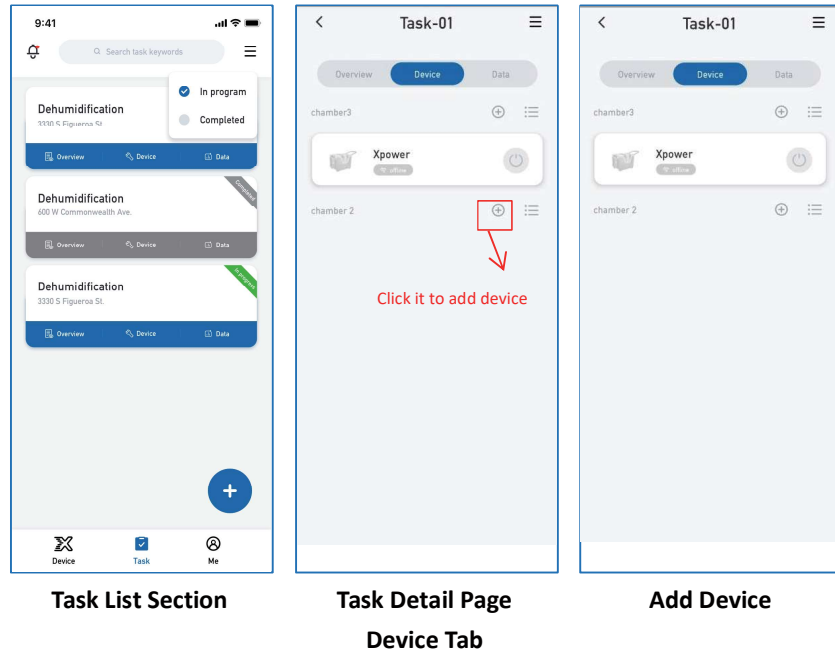 9:41
Search task keywords
In program
Completed
Dehumidification
3330 S Figueroa St.
Overview Device Data
Completed
Dehumidification
600 W Commonwealth Ave.
Overview Device Data
In program
Dehumidification
3330 S Figueroa St.
Overview Device Data
+
Device Task Me
Task List Section
Task-01
Overview Device Data
chamber3
Xpower
offline
chamber 2
Click it to add device
Task Detail Page
Device Tab
Task-01
Overview Device Data
chamber3
Xpower
offline
chamber 2
Add Device